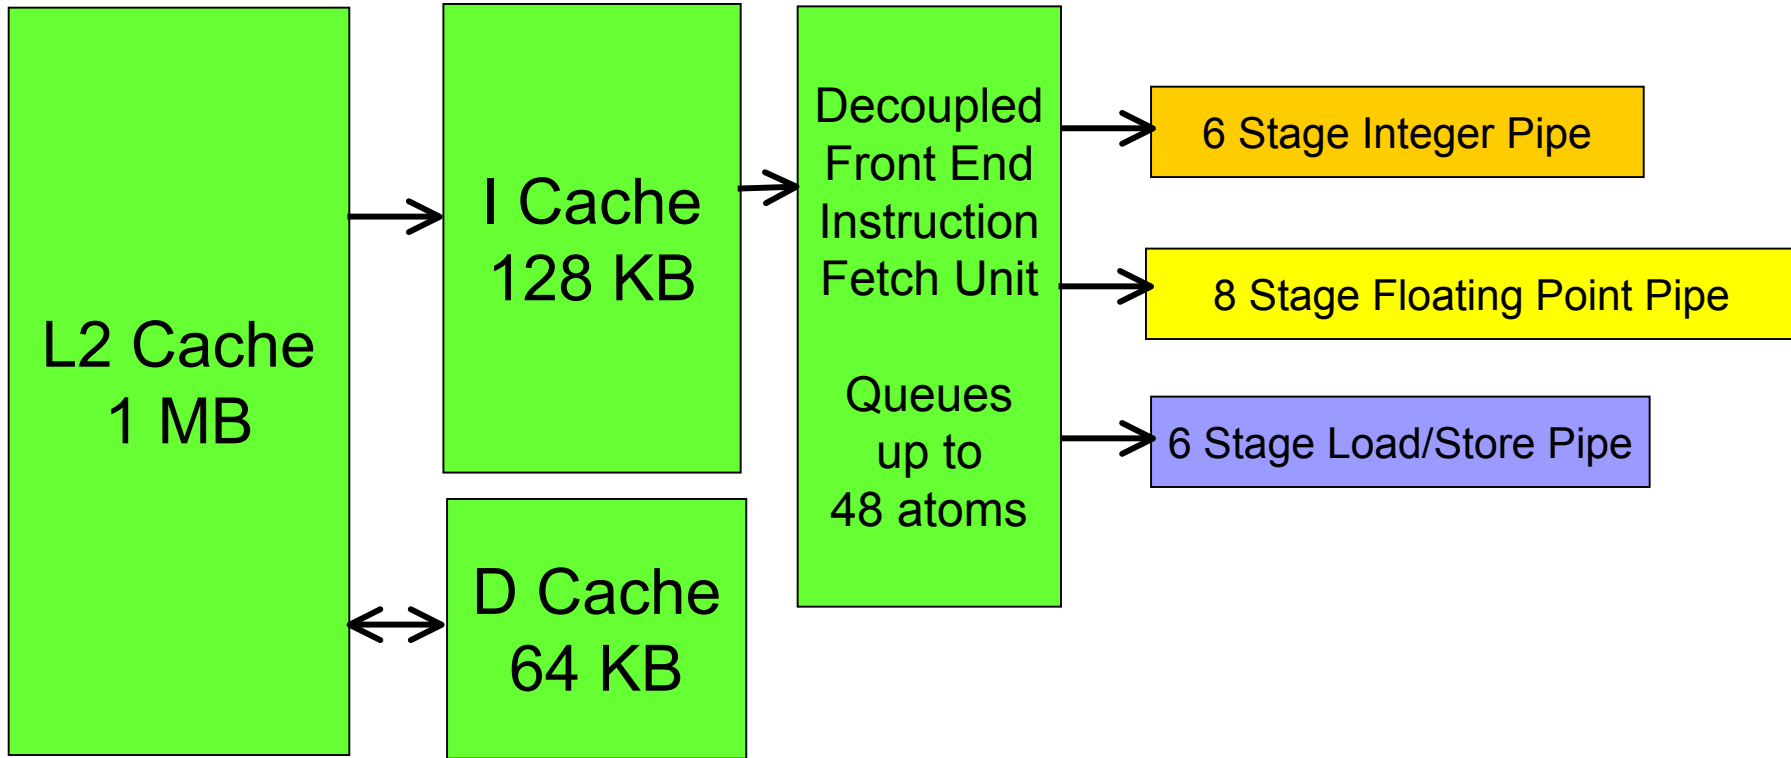 L2 Cache
1 MB
I Cache
128 KB
D Cache
64 KB
Decoupled
Front End
Instruction
Fetch Unit
Queues
up to
48 atoms
6 Stage Integer Pipe
8 Stage Floating Point Pipe
6 Stage Load/Store Pipe